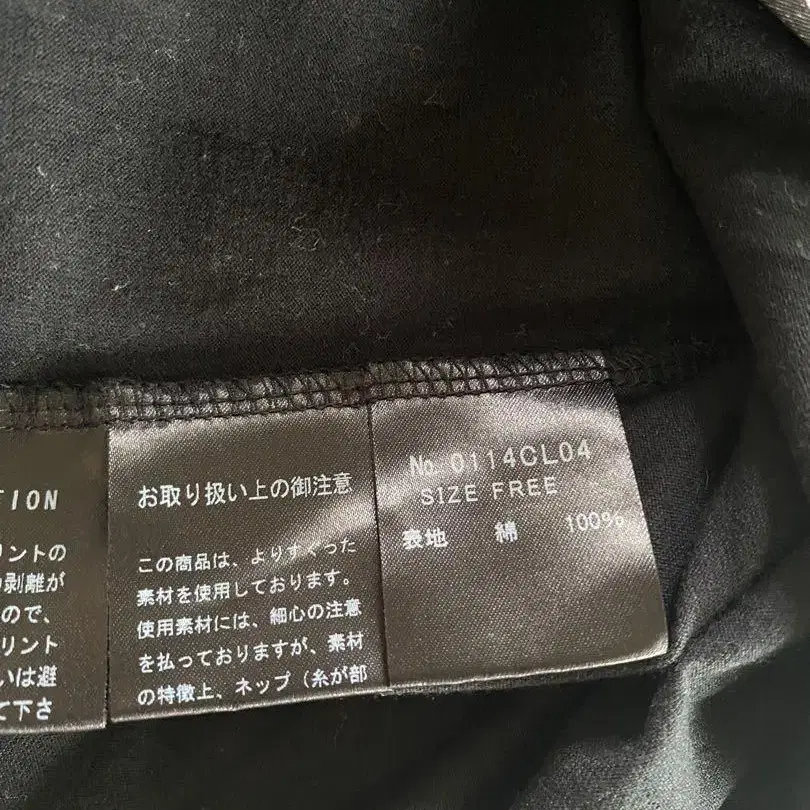 TION
リントの
剥離が
ので、
リント
いは避
て下さ
お取り扱い上の御注意
この商品は、よりすぐった
素材を使用しております。
使用素材には、細心の注意
を払っておりますが、素材
の特徴上、ネップ（糸が部
No. 0114CL04
SIZE FREE
表地 綿 100%